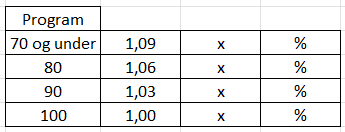 Program
70 og under 1,09 x %
80 1,06 x %
90 1,03 x %
100 1,00 x %